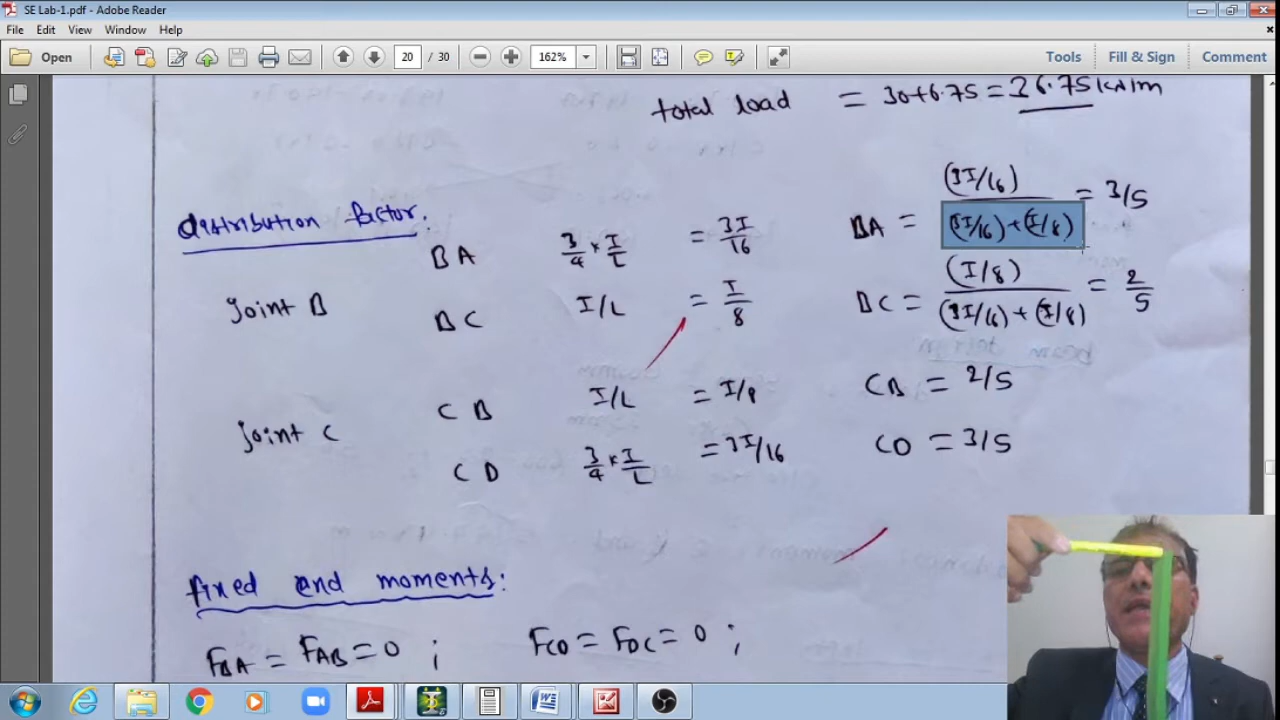 SE Lab-1.pdf - Adobe Reader
File Edit View Window Help
Open 20 / 30 162% Tools Fill & Sign Comment
total load = 30+6.75 = 36.75 kN/m
distribution factor.
Joint B
BA 3/4 × I/L = 3I/16
BA = (3I/16) / (3I/16)+(I/8) = 3/5
BC I/L = I/8
BC = (I/8) / (3I/16)+(I/8) = 2/5
Joint C
CB I/L = I/8
CB = 2/5
CD 3/4 × I/L = 3I/16
CD = 3/5
fixed end moments:
FBA = FAB = 0 ; FCD = FDC = 0 ;